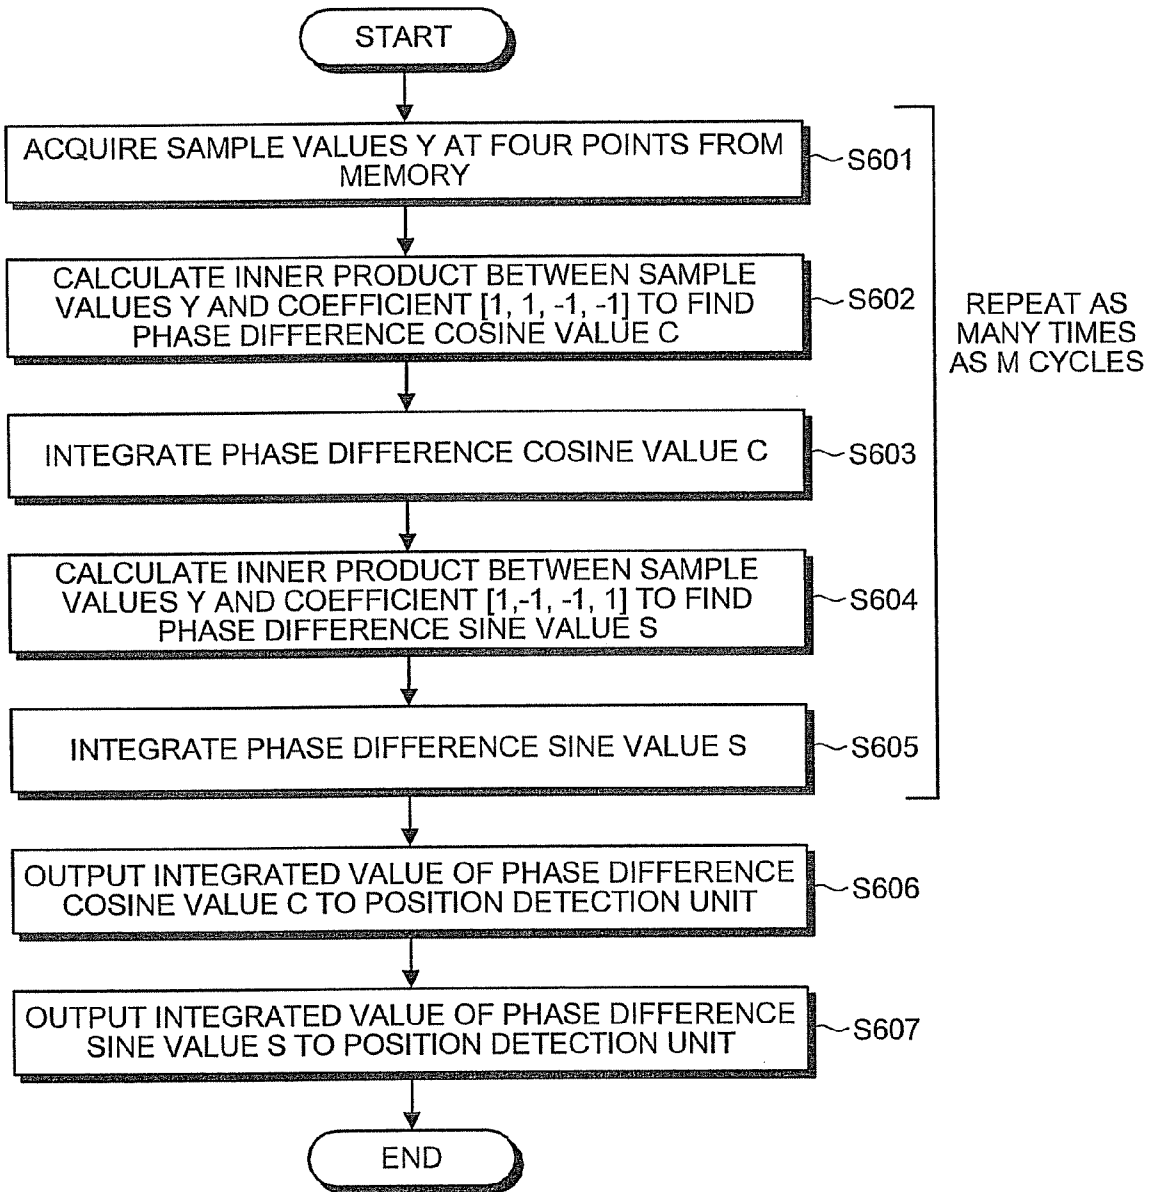 START
ACQUIRE SAMPLE VALUES Y AT FOUR POINTS FROM
MEMORY
S601
CALCULATE INNER PRODUCT BETWEEN SAMPLE
VALUES Y AND COEFFICIENT [1, 1, -1, -1] TO FIND
PHASE DIFFERENCE COSINE VALUE C
S602
REPEAT AS
MANY TIMES
AS M CYCLES
INTEGRATE PHASE DIFFERENCE COSINE VALUE C
S603
CALCULATE INNER PRODUCT BETWEEN SAMPLE
VALUES Y AND COEFFICIENT [1,-1, -1, 1] TO FIND
PHASE DIFFERENCE SINE VALUE S
S604
INTEGRATE PHASE DIFFERENCE SINE VALUE S
S605
OUTPUT INTEGRATED VALUE OF PHASE DIFFERENCE
COSINE VALUE C TO POSITION DETECTION UNIT
S606
OUTPUT INTEGRATED VALUE OF PHASE DIFFERENCE
SINE VALUE S TO POSITION DETECTION UNIT
S607
END